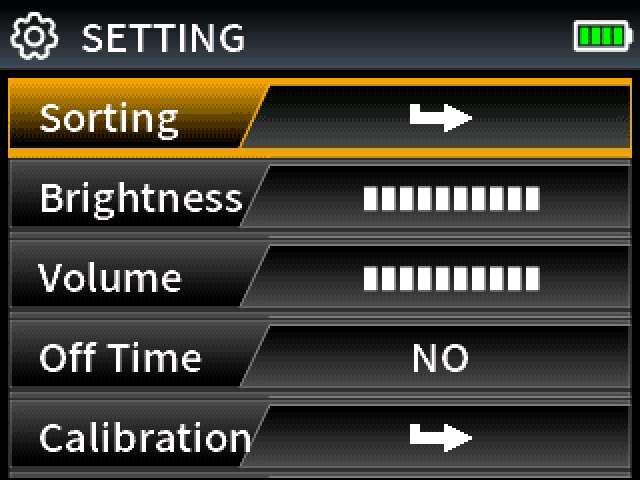 SETTING
Sorting
Brightness
Volume
Off Time NO
Calibration